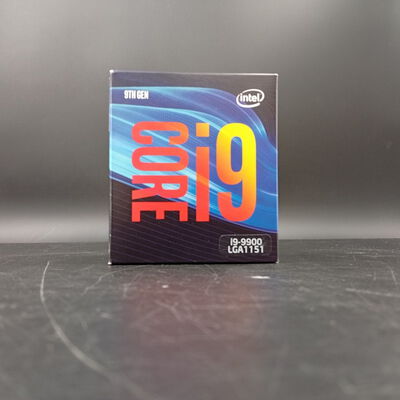 9TH GEN
intel
CORE i9
i9-9900
LGA1151